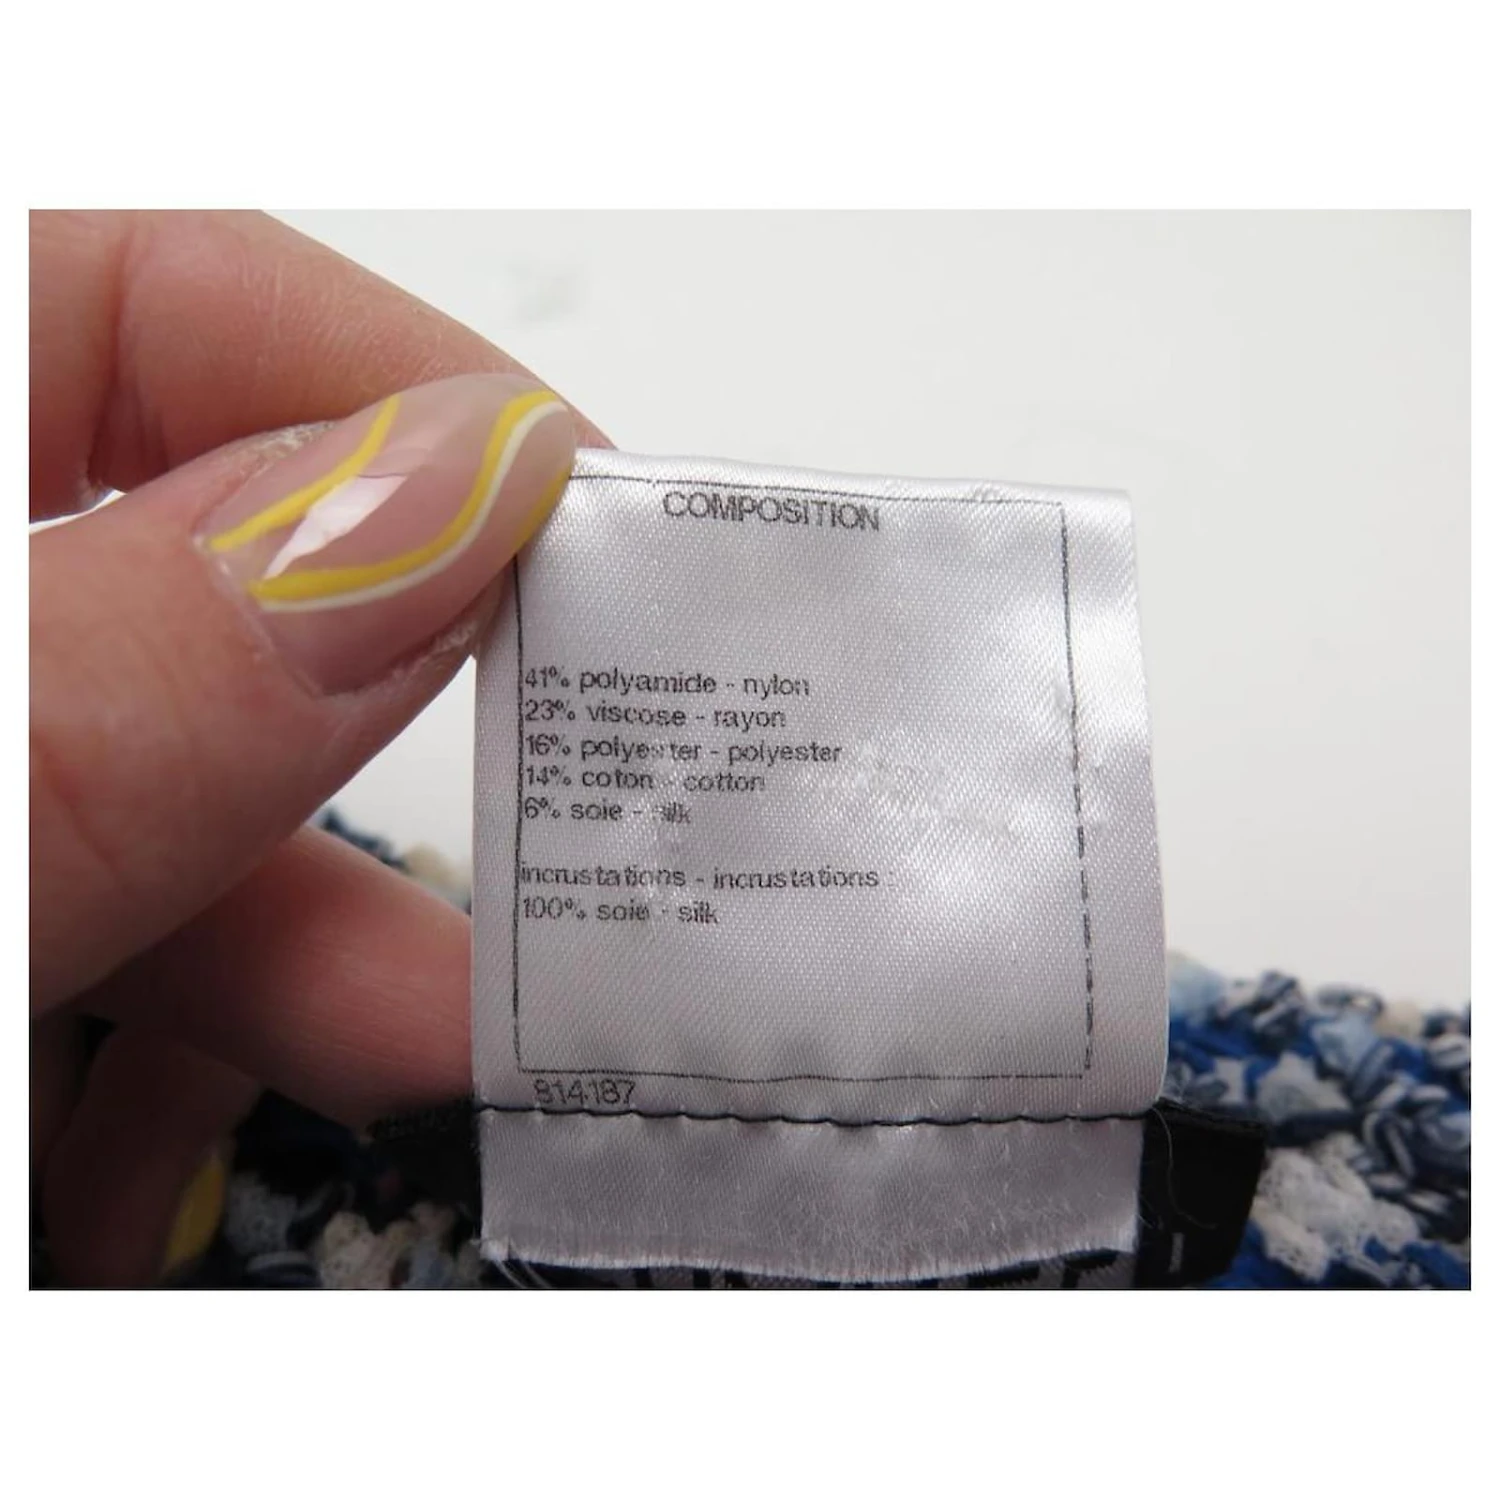 COMPOSITION
41% polyamide - nylon
23% viscose - rayon
16% polyester - polyester
14% coton - cotton
6% soie - silk
incrustations - incrustations :
100% soie - silk
814187